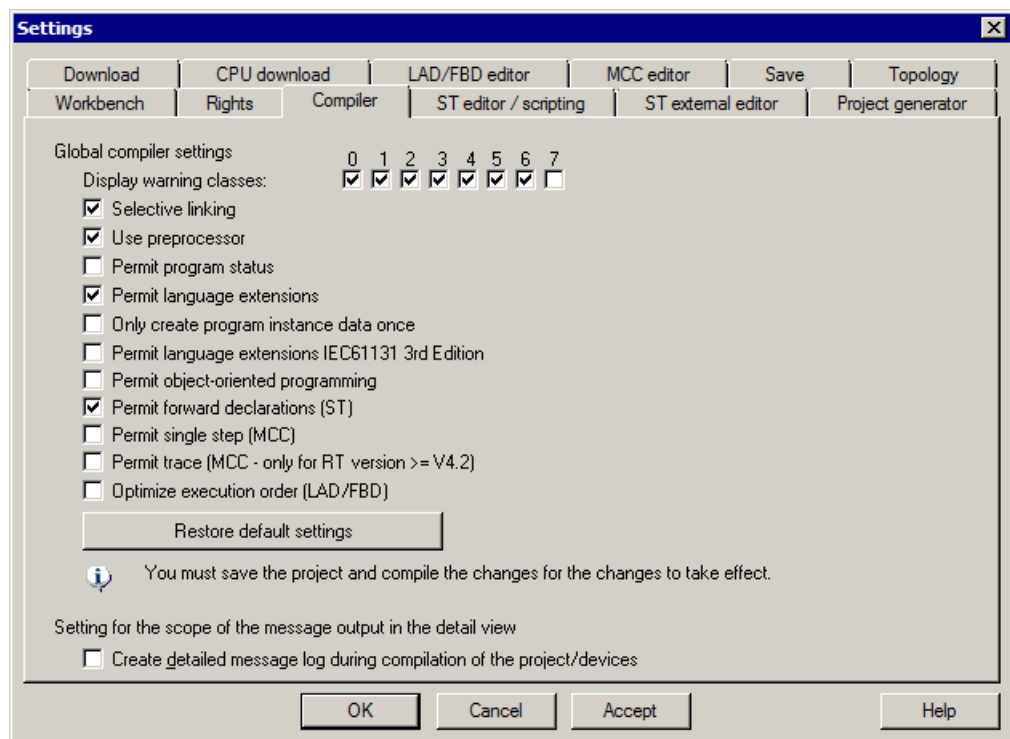 Settings
Download CPU download LAD/FBD editor MCC editor Save Topology
Workbench Rights Compiler ST editor / scripting ST external editor Project generator
Global compiler settings
0 1 2 3 4 5 6 7
Display warning classes:
Selective linking
Use preprocessor
Permit program status
Permit language extensions
Only create program instance data once
Permit language extensions IEC61131 3rd Edition
Permit object-oriented programming
Permit forward declarations (ST)
Permit single step (MCC)
Permit trace (MCC - only for RT version >= V4.2)
Optimize execution order (LAD/FBD)
Restore default settings
You must save the project and compile the changes for the changes to take effect.
Setting for the scope of the message output in the detail view
Create detailed message log during compilation of the project/devices
OK Cancel Accept Help